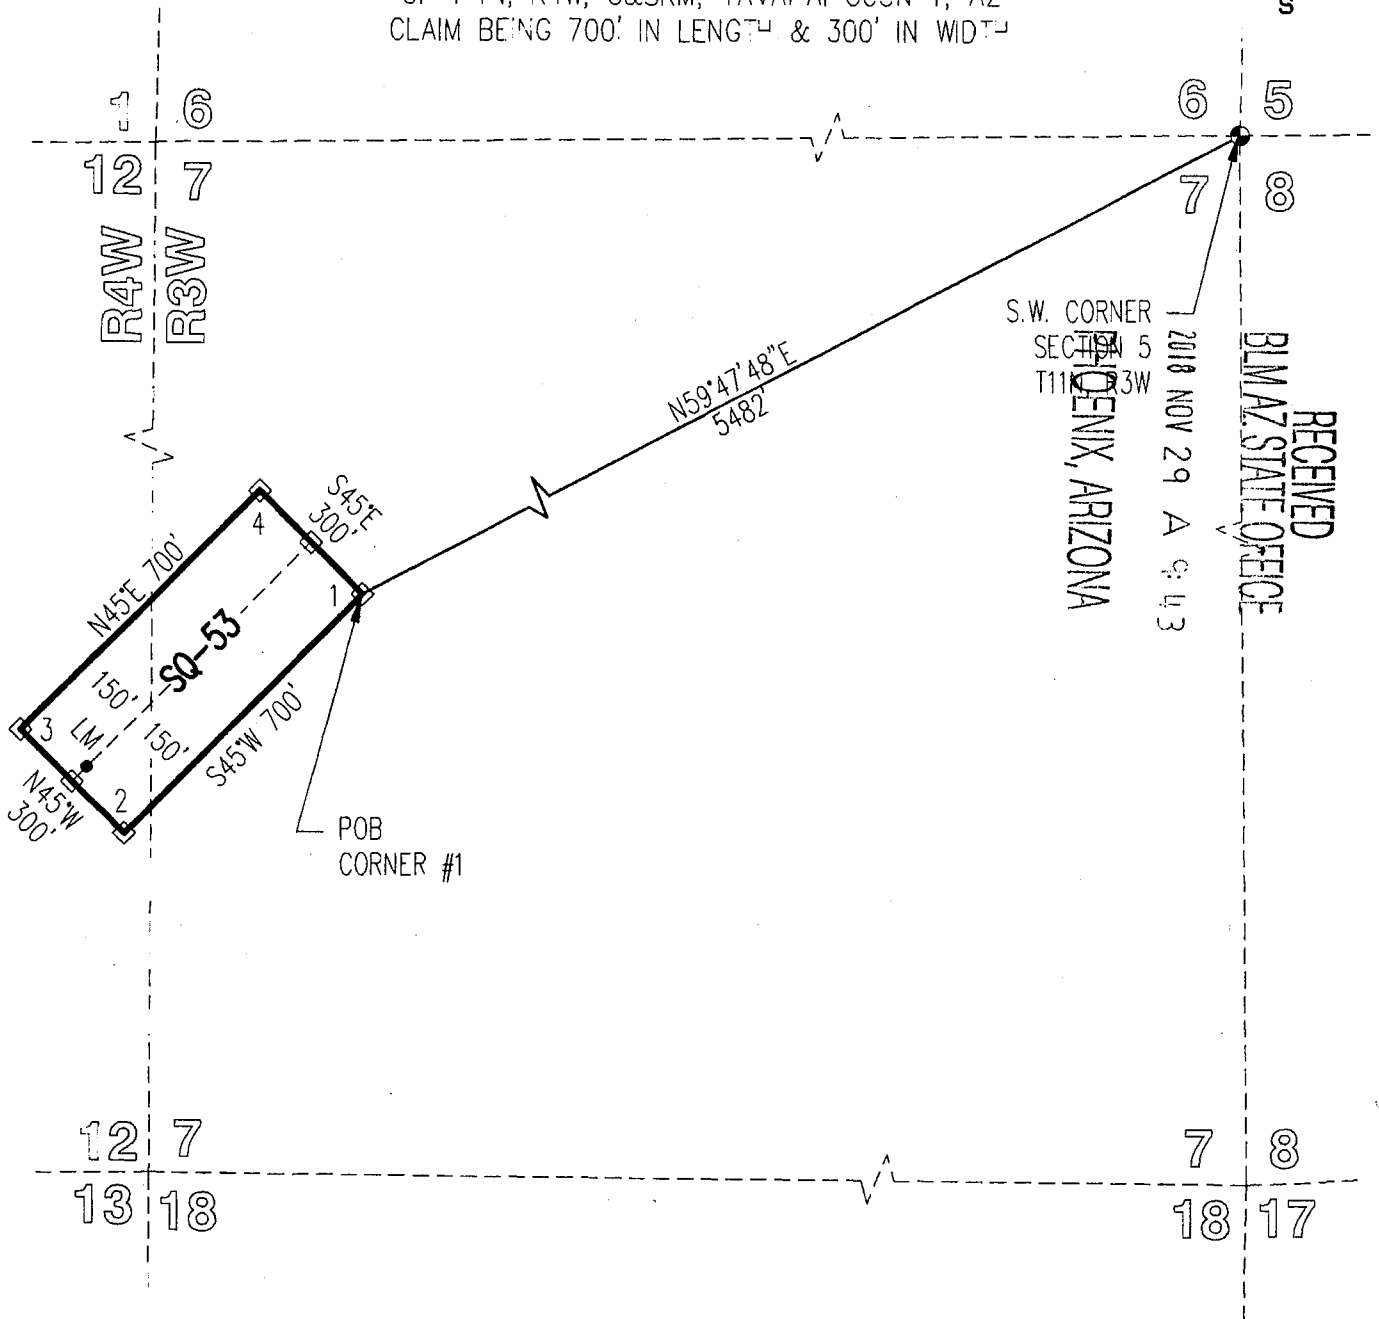 CLAIM BEING 700' IN LENGTH & 300' IN WIDTH
S
1 6
12 7
6 5
7 8
R4W
R3W
S.W. CORNER
SECTION 5
T11N, R3W
N59°47'48"E
5482'
RECEIVED
BLM AZ. STATE OFFICE
2018 NOV 29 A 9:43
PHOENIX, ARIZONA
S45°E
300'
4
N45°E 700'
1
SQ-53
150'
3
LM
150'
S45°W 700'
N45°W
300'
2
POB
CORNER #1
12 7
13 18
7 8
18 17